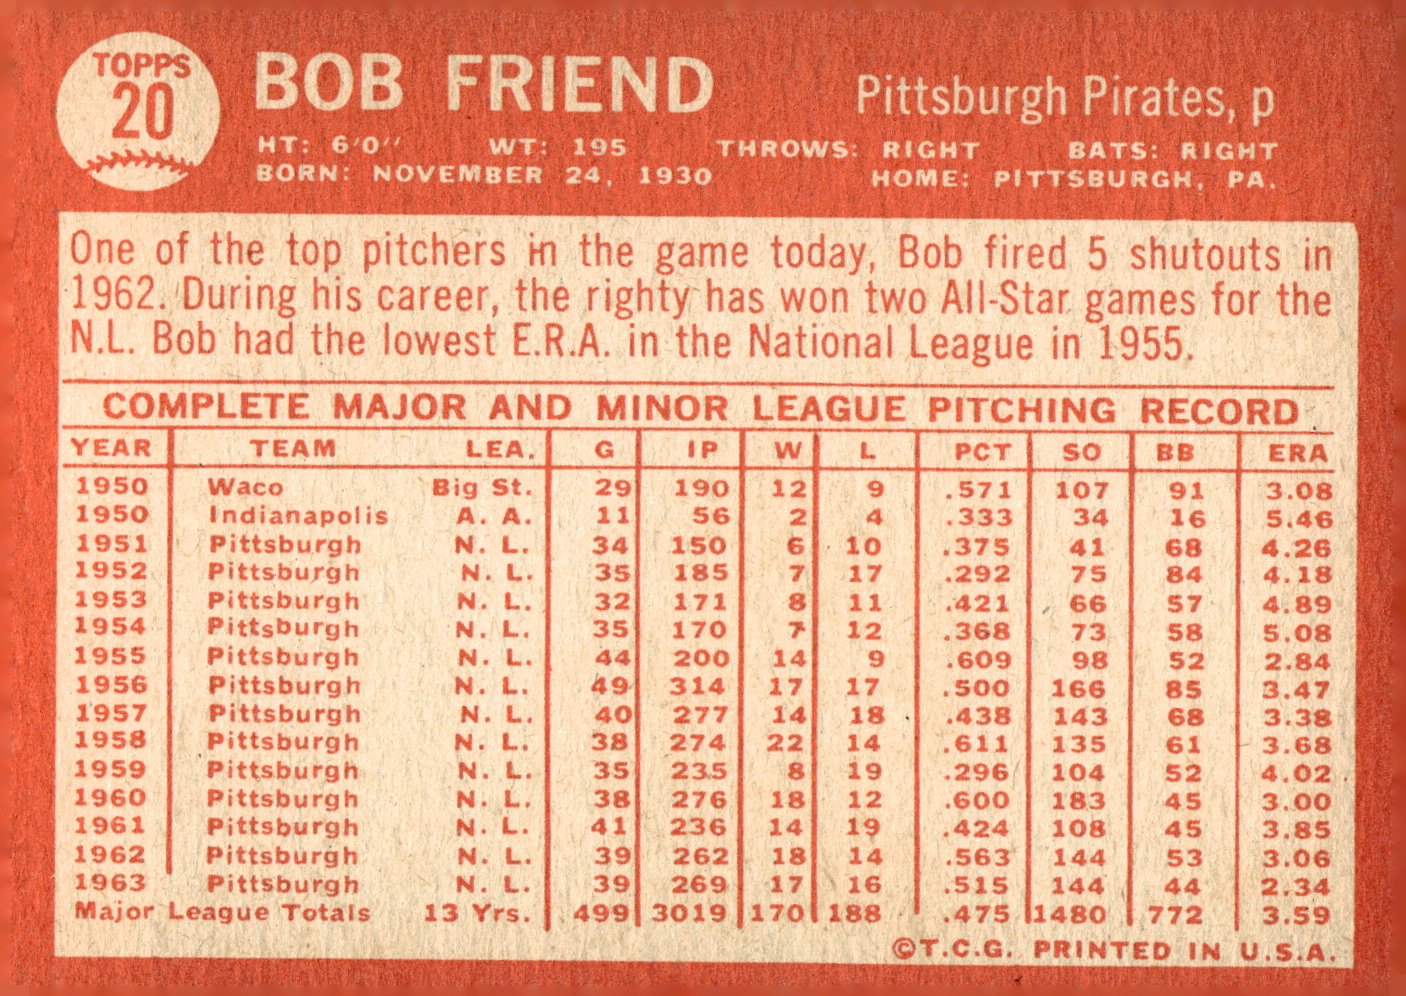 TOPPS
20
BOB FRIEND
Pittsburgh Pirates, p
HT: 6'0" WT: 195 THROWS: RIGHT BATS: RIGHT
BORN: NOVEMBER 24, 1930 HOME: PITTSBURGH, PA.
One of the top pitchers in the game today, Bob fired 5 shutouts in
1962. During his career, the righty has won two All-Star games for the
N.L. Bob had the lowest E.R.A. in the National League in 1955.
COMPLETE MAJOR AND MINOR LEAGUE PITCHING RECORD
YEAR TEAM LEA. G IP W L PCT SO BB ERA
1950 Waco Big St. 29 190 12 9 .571 107 91 3.08
1950 Indianapolis A. A. 11 56 2 4 .333 34 16 5.46
1951 Pittsburgh N. L. 34 150 6 10 .375 41 68 4.26
1952 Pittsburgh N. L. 35 185 7 17 .292 75 84 4.18
1953 Pittsburgh N. L. 32 171 8 11 .421 66 57 4.89
1954 Pittsburgh N. L. 35 170 7 12 .368 73 58 5.08
1955 Pittsburgh N. L. 44 200 14 9 .609 98 52 2.84
1956 Pittsburgh N. L. 49 314 17 17 .500 166 85 3.47
1957 Pittsburgh N. L. 40 277 14 18 .438 143 68 3.38
1958 Pittsburgh N. L. 38 274 22 14 .611 135 61 3.68
1959 Pittsburgh N. L. 35 235 8 19 .296 104 52 4.02
1960 Pittsburgh N. L. 38 276 18 12 .600 183 45 3.00
1961 Pittsburgh N. L. 41 236 14 19 .424 108 45 3.85
1962 Pittsburgh N. L. 39 262 18 14 .563 144 53 3.06
1963 Pittsburgh N. L. 39 269 17 16 .515 144 44 2.34
Major League Totals 13 Yrs. 499 3019 170 188 .475 1480 772 3.59
©T.C.G. PRINTED IN U.S.A.